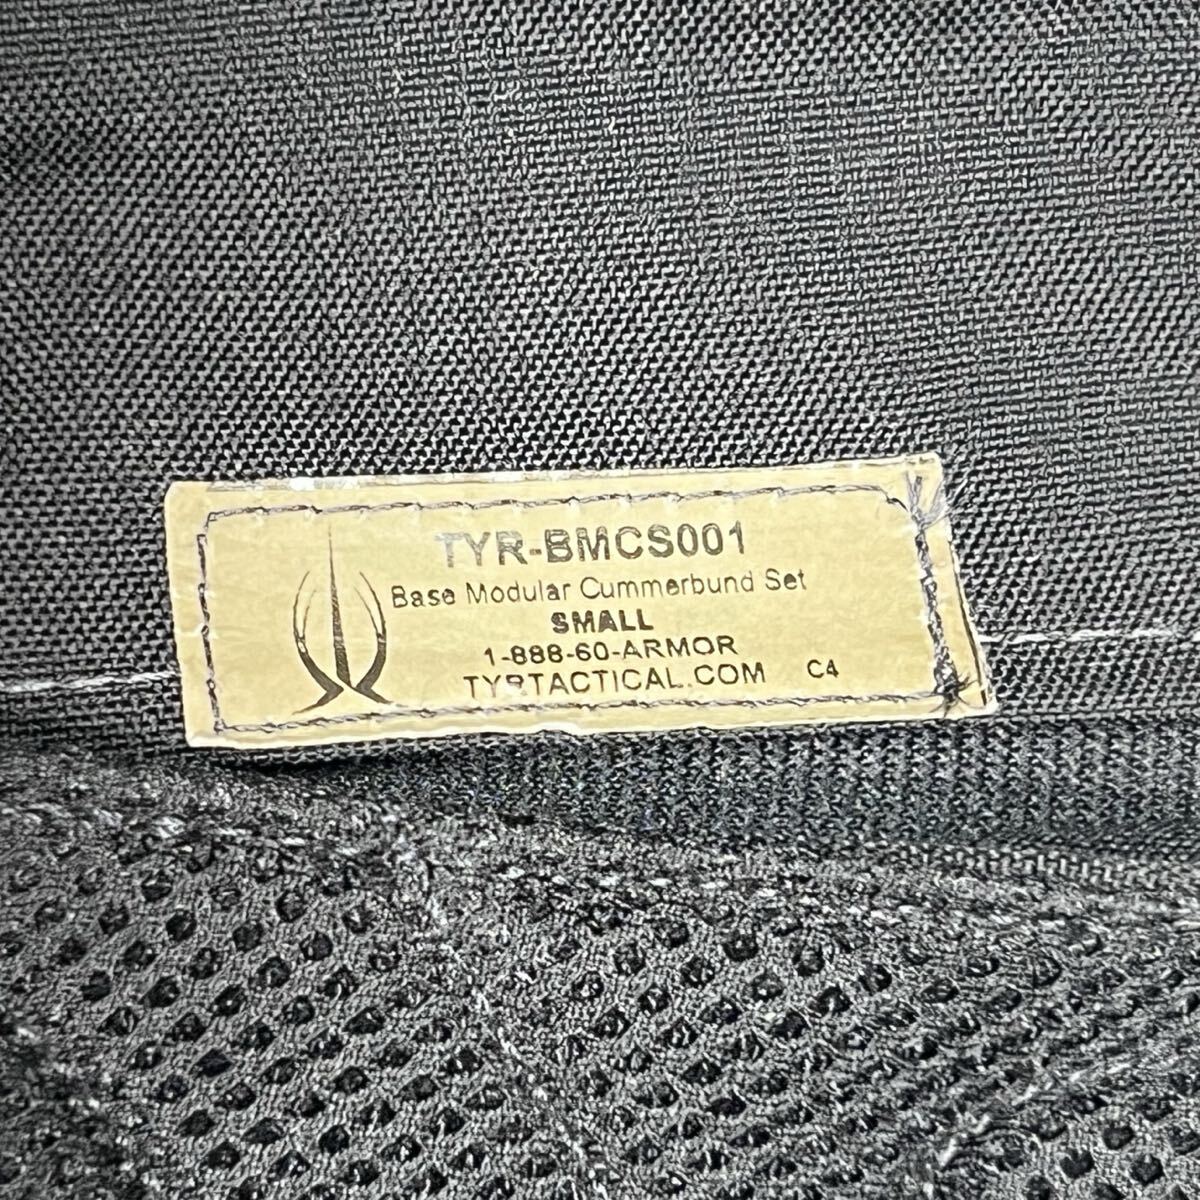 TYR-BMCS001
Base Modular Cummerbund Set
SMALL
1-888-60-ARMOR
TYRTACTICAL.COM C4